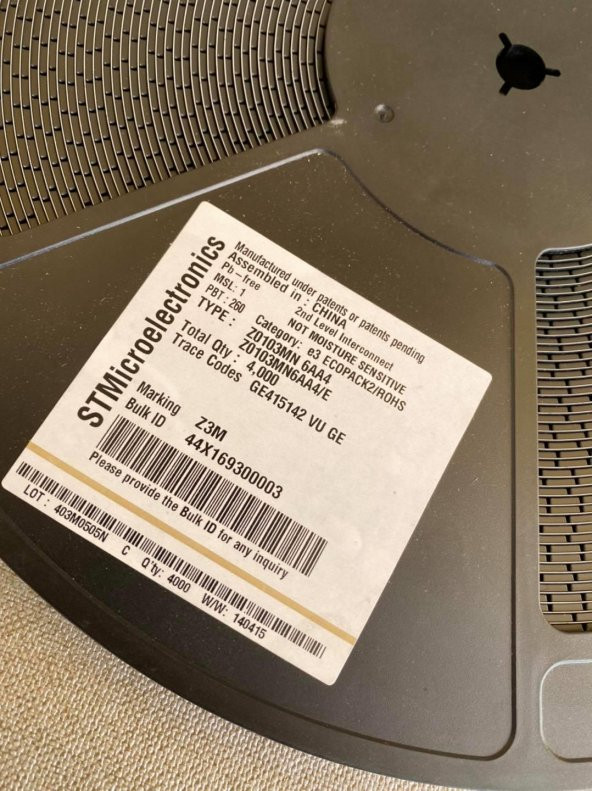 STMicroelectronics
Manufactured under patents or patents pending
Assembled in : CHINA
Pb-free 2nd Level Interconnect
MSL: 1 NOT MOISTURE SENSITIVE
PBT: 260 Category: e3 ECOPACK2/ROHS
TYPE: Z0103MN 6AA4
Z0103MN6AA4/E
Total Qty : 4,000
Trace Codes GE415142 VU GE
Marking Z3M
Bulk ID 44X169300003
Please provide the Bulk ID for any inquiry
LOT: 403M0505N C Q'ty: 4000 W/W: 140415